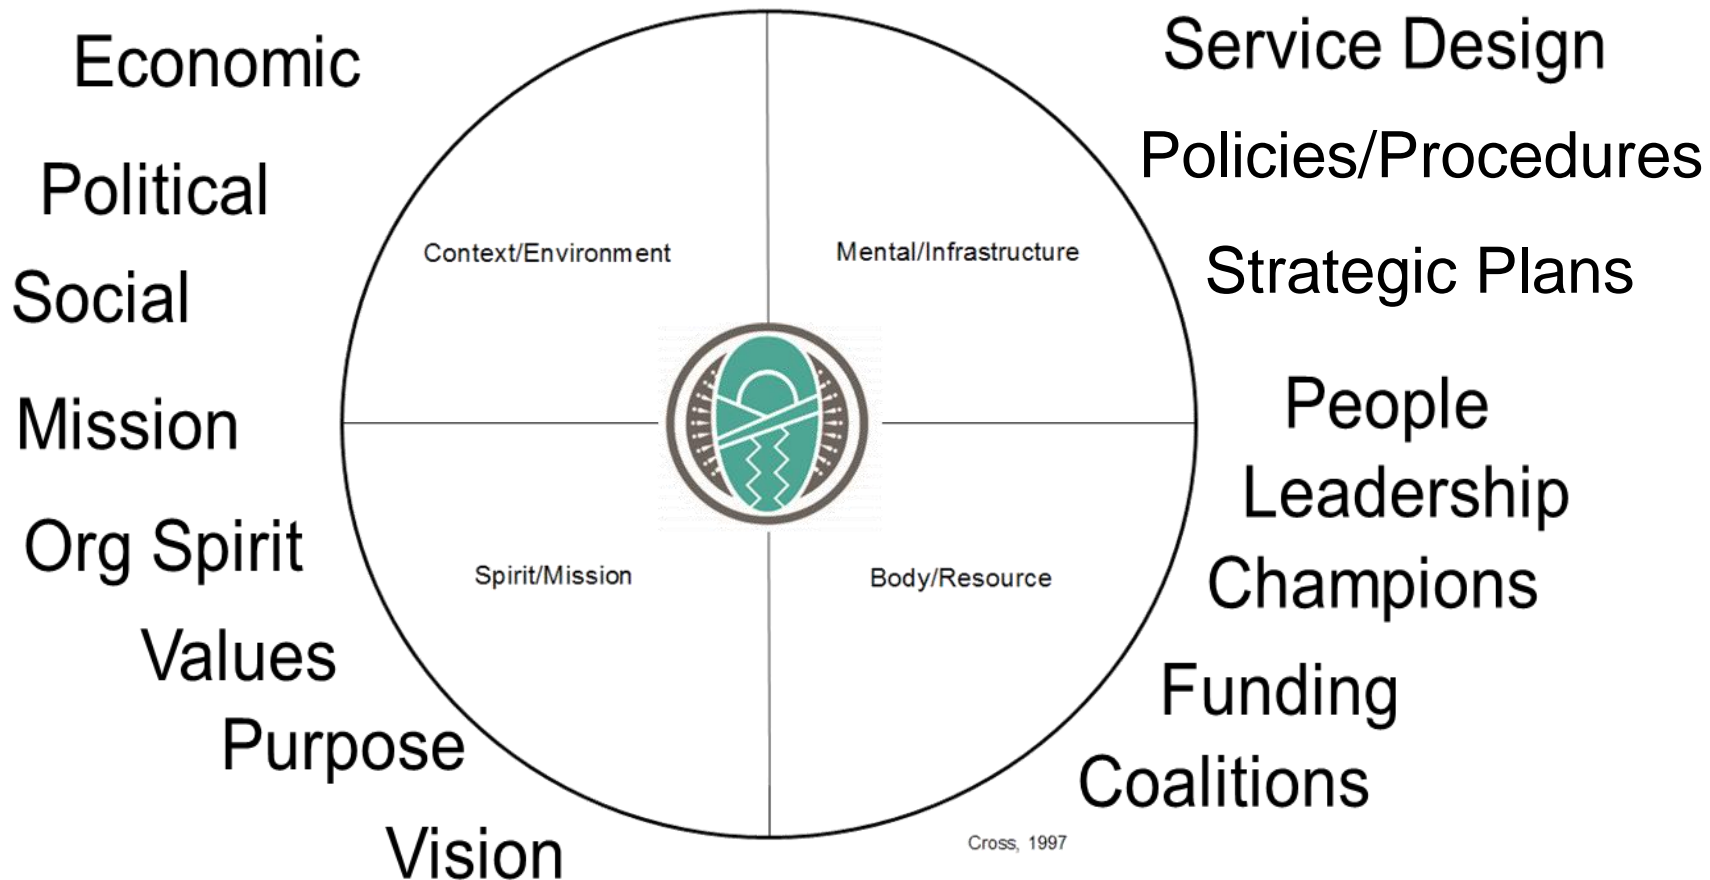 Economic
Political
Social
Context/Environment
Mental/Infrastructure
Service Design
Policies/Procedures
Strategic Plans
Mission
Org Spirit
Values
Purpose
Vision
Spirit/Mission
Body/Resource
People
Leadership
Champions
Funding
Coalitions
Cross, 1997